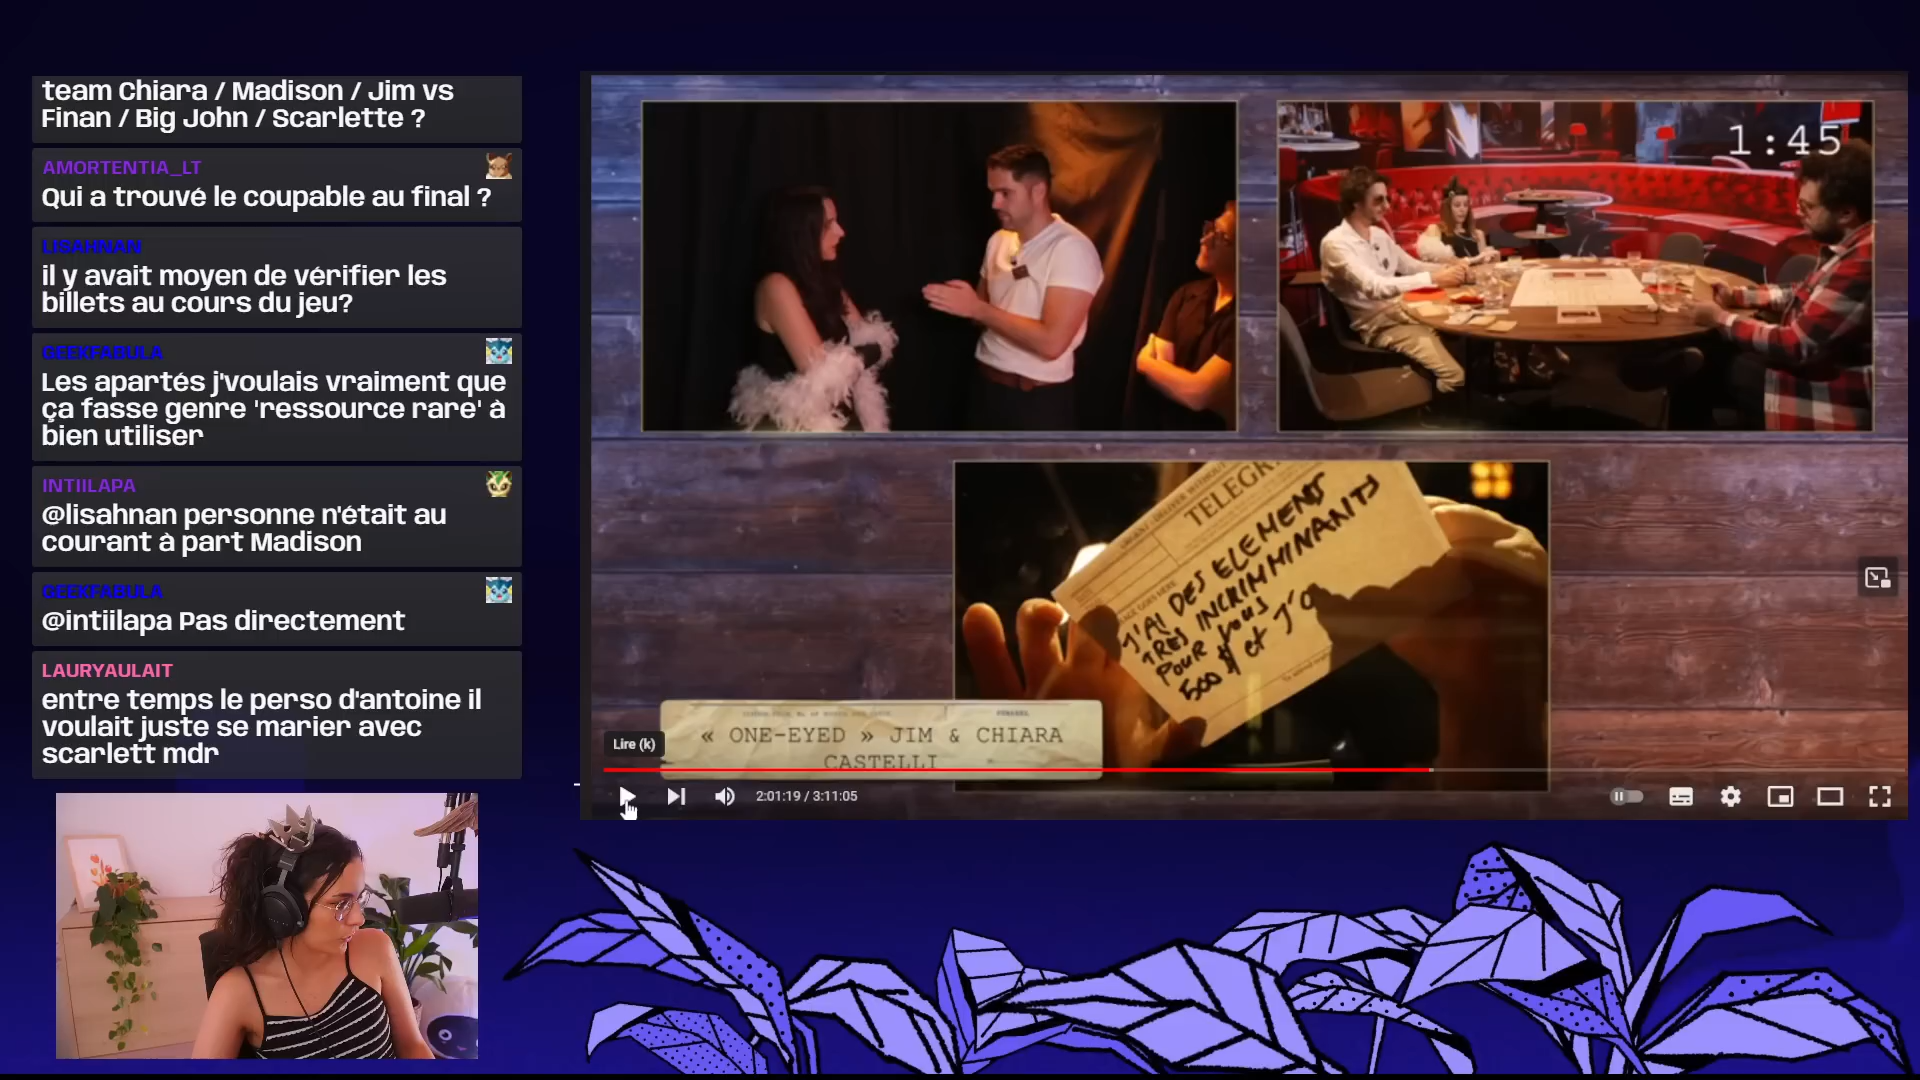 team Chiara / Madison / Jim vs
Finan / Big John / Scarlette ?
AMORTENTIA_LT
Qui a trouvé le coupable au final ?
LISAHNAN
il y avait moyen de vérifier les
billets au cours du jeu?
GEEKFABULA
Les apartés j'voulais vraiment que
ça fasse genre 'ressource rare' à
bien utiliser
INTIILAPA
@lisahnan personne n'était au
courant à part Madison
GEEKFABULA
@intiilapa Pas directement
LAURYAULAIT
entre temps le perso d'antoine il
voulait juste se marier avec
scarlett mdr
1:45
TELEGR
J'AI DES ELEMENTS
TRES INCRIMMINANTS
POUR VOUS
500 $ et J'O
« ONE-EYED » JIM & CHIARA
CASTELLI
Lire (k)
2:01:19 / 3:11:05